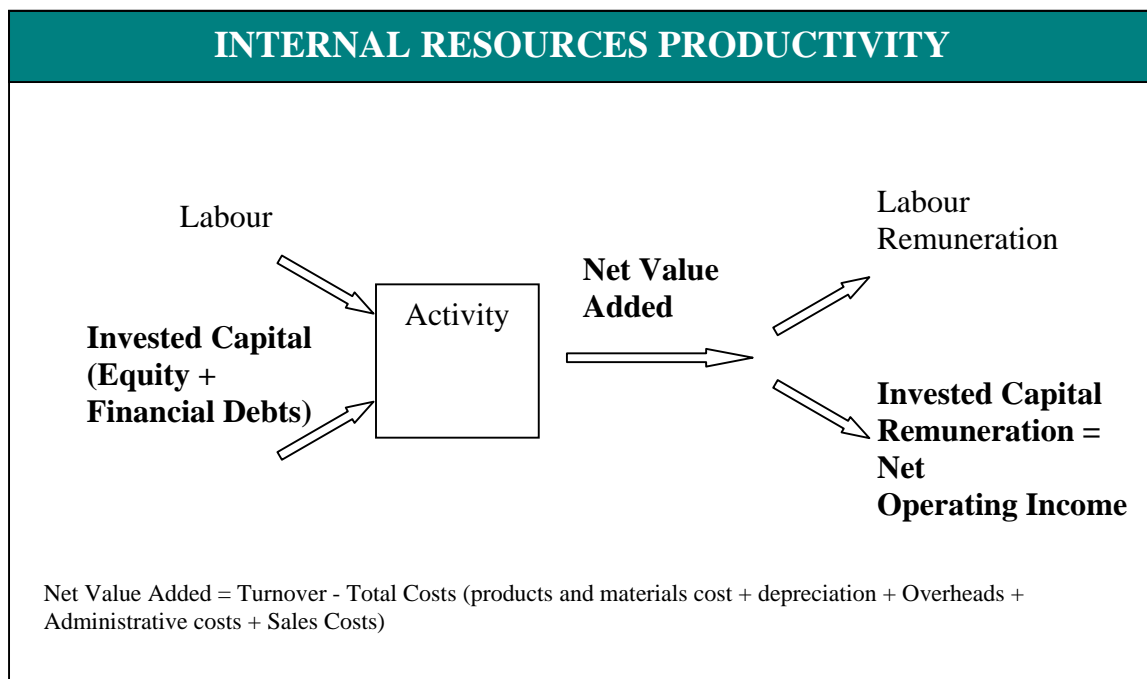 INTERNAL RESOURCES PRODUCTIVITY
Labour
Invested Capital
(Equity +
Financial Debts)
Activity
Net Value
Added
Labour
Remuneration
Invested Capital
Remuneration =
Net
Operating Income
Net Value Added = Turnover - Total Costs (products and materials cost + depreciation + Overheads +
Administrative costs + Sales Costs)